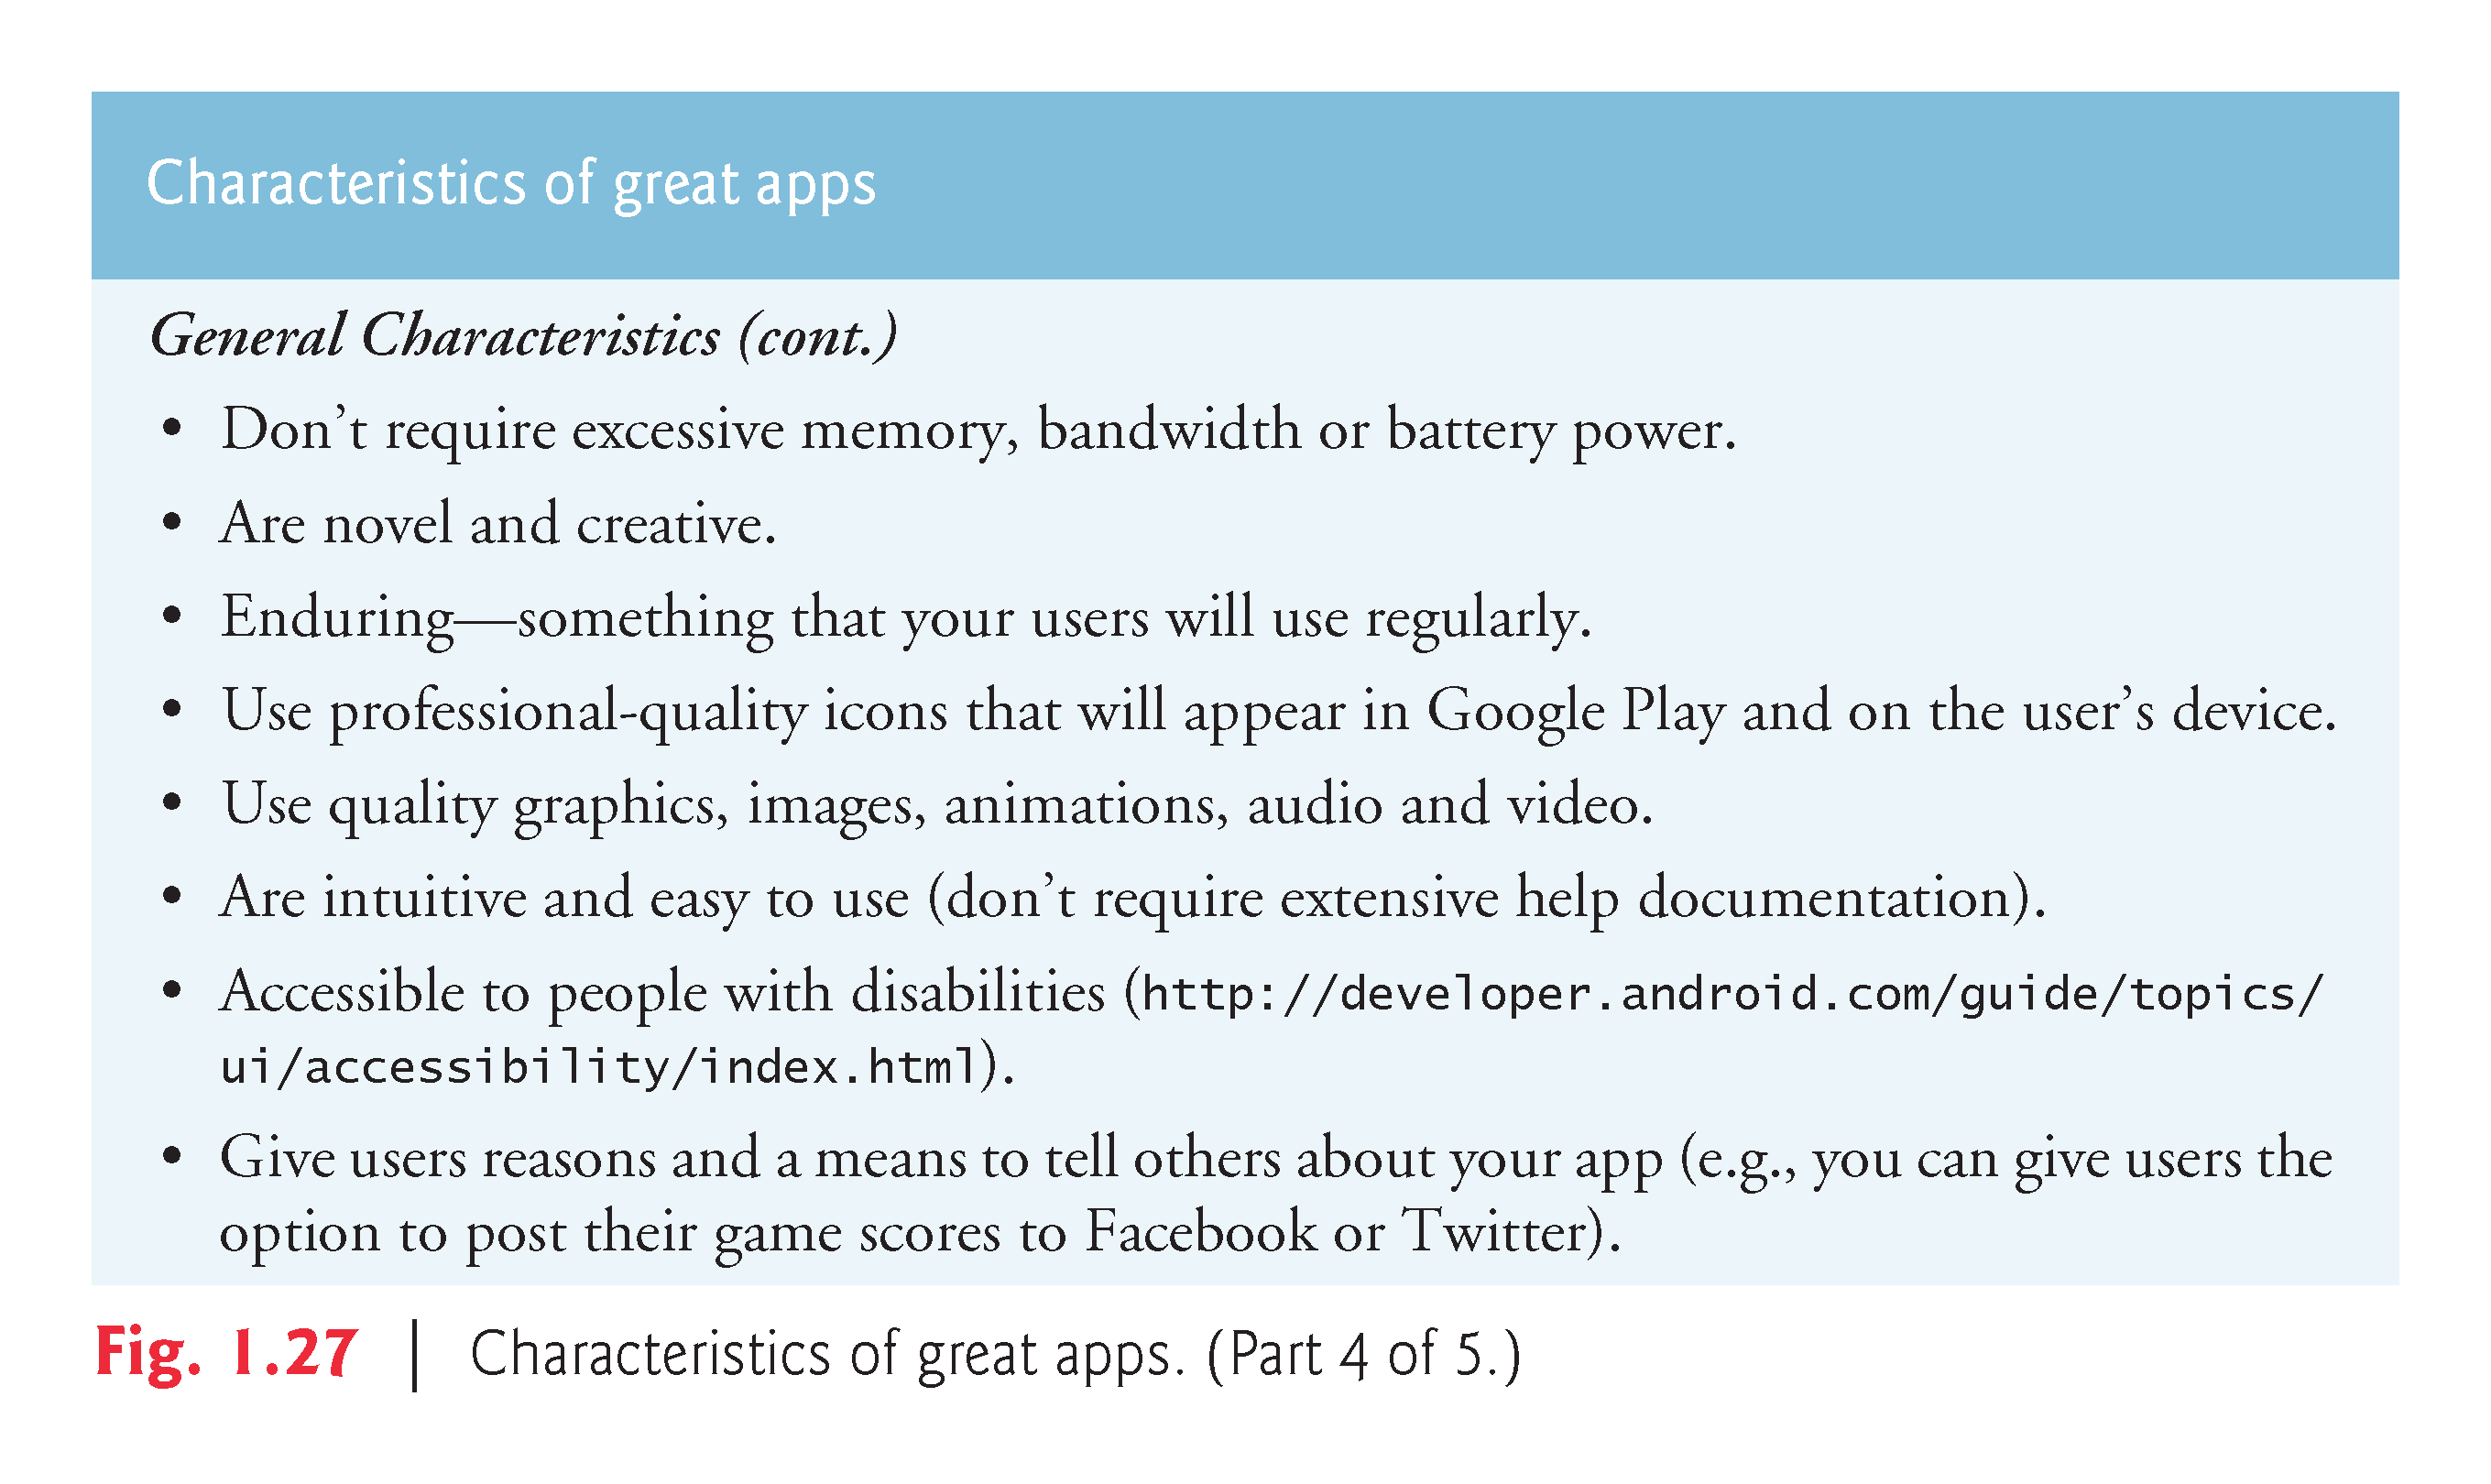 Characteristics of great apps
General Characteristics (cont.)
• Don’t require excessive memory, bandwidth or battery power.
• Are novel and creative.
• Enduring—something that your users will use regularly.
• Use professional-quality icons that will appear in Google Play and on the user’s device.
• Use quality graphics, images, animations, audio and video.
• Are intuitive and easy to use (don’t require extensive help documentation).
• Accessible to people with disabilities (http://developer.android.com/guide/topics/
ui/accessibility/index.html).
• Give users reasons and a means to tell others about your app (e.g., you can give users the
option to post their game scores to Facebook or Twitter).
Fig. 1.27 | Characteristics of great apps. (Part 4 of 5.)